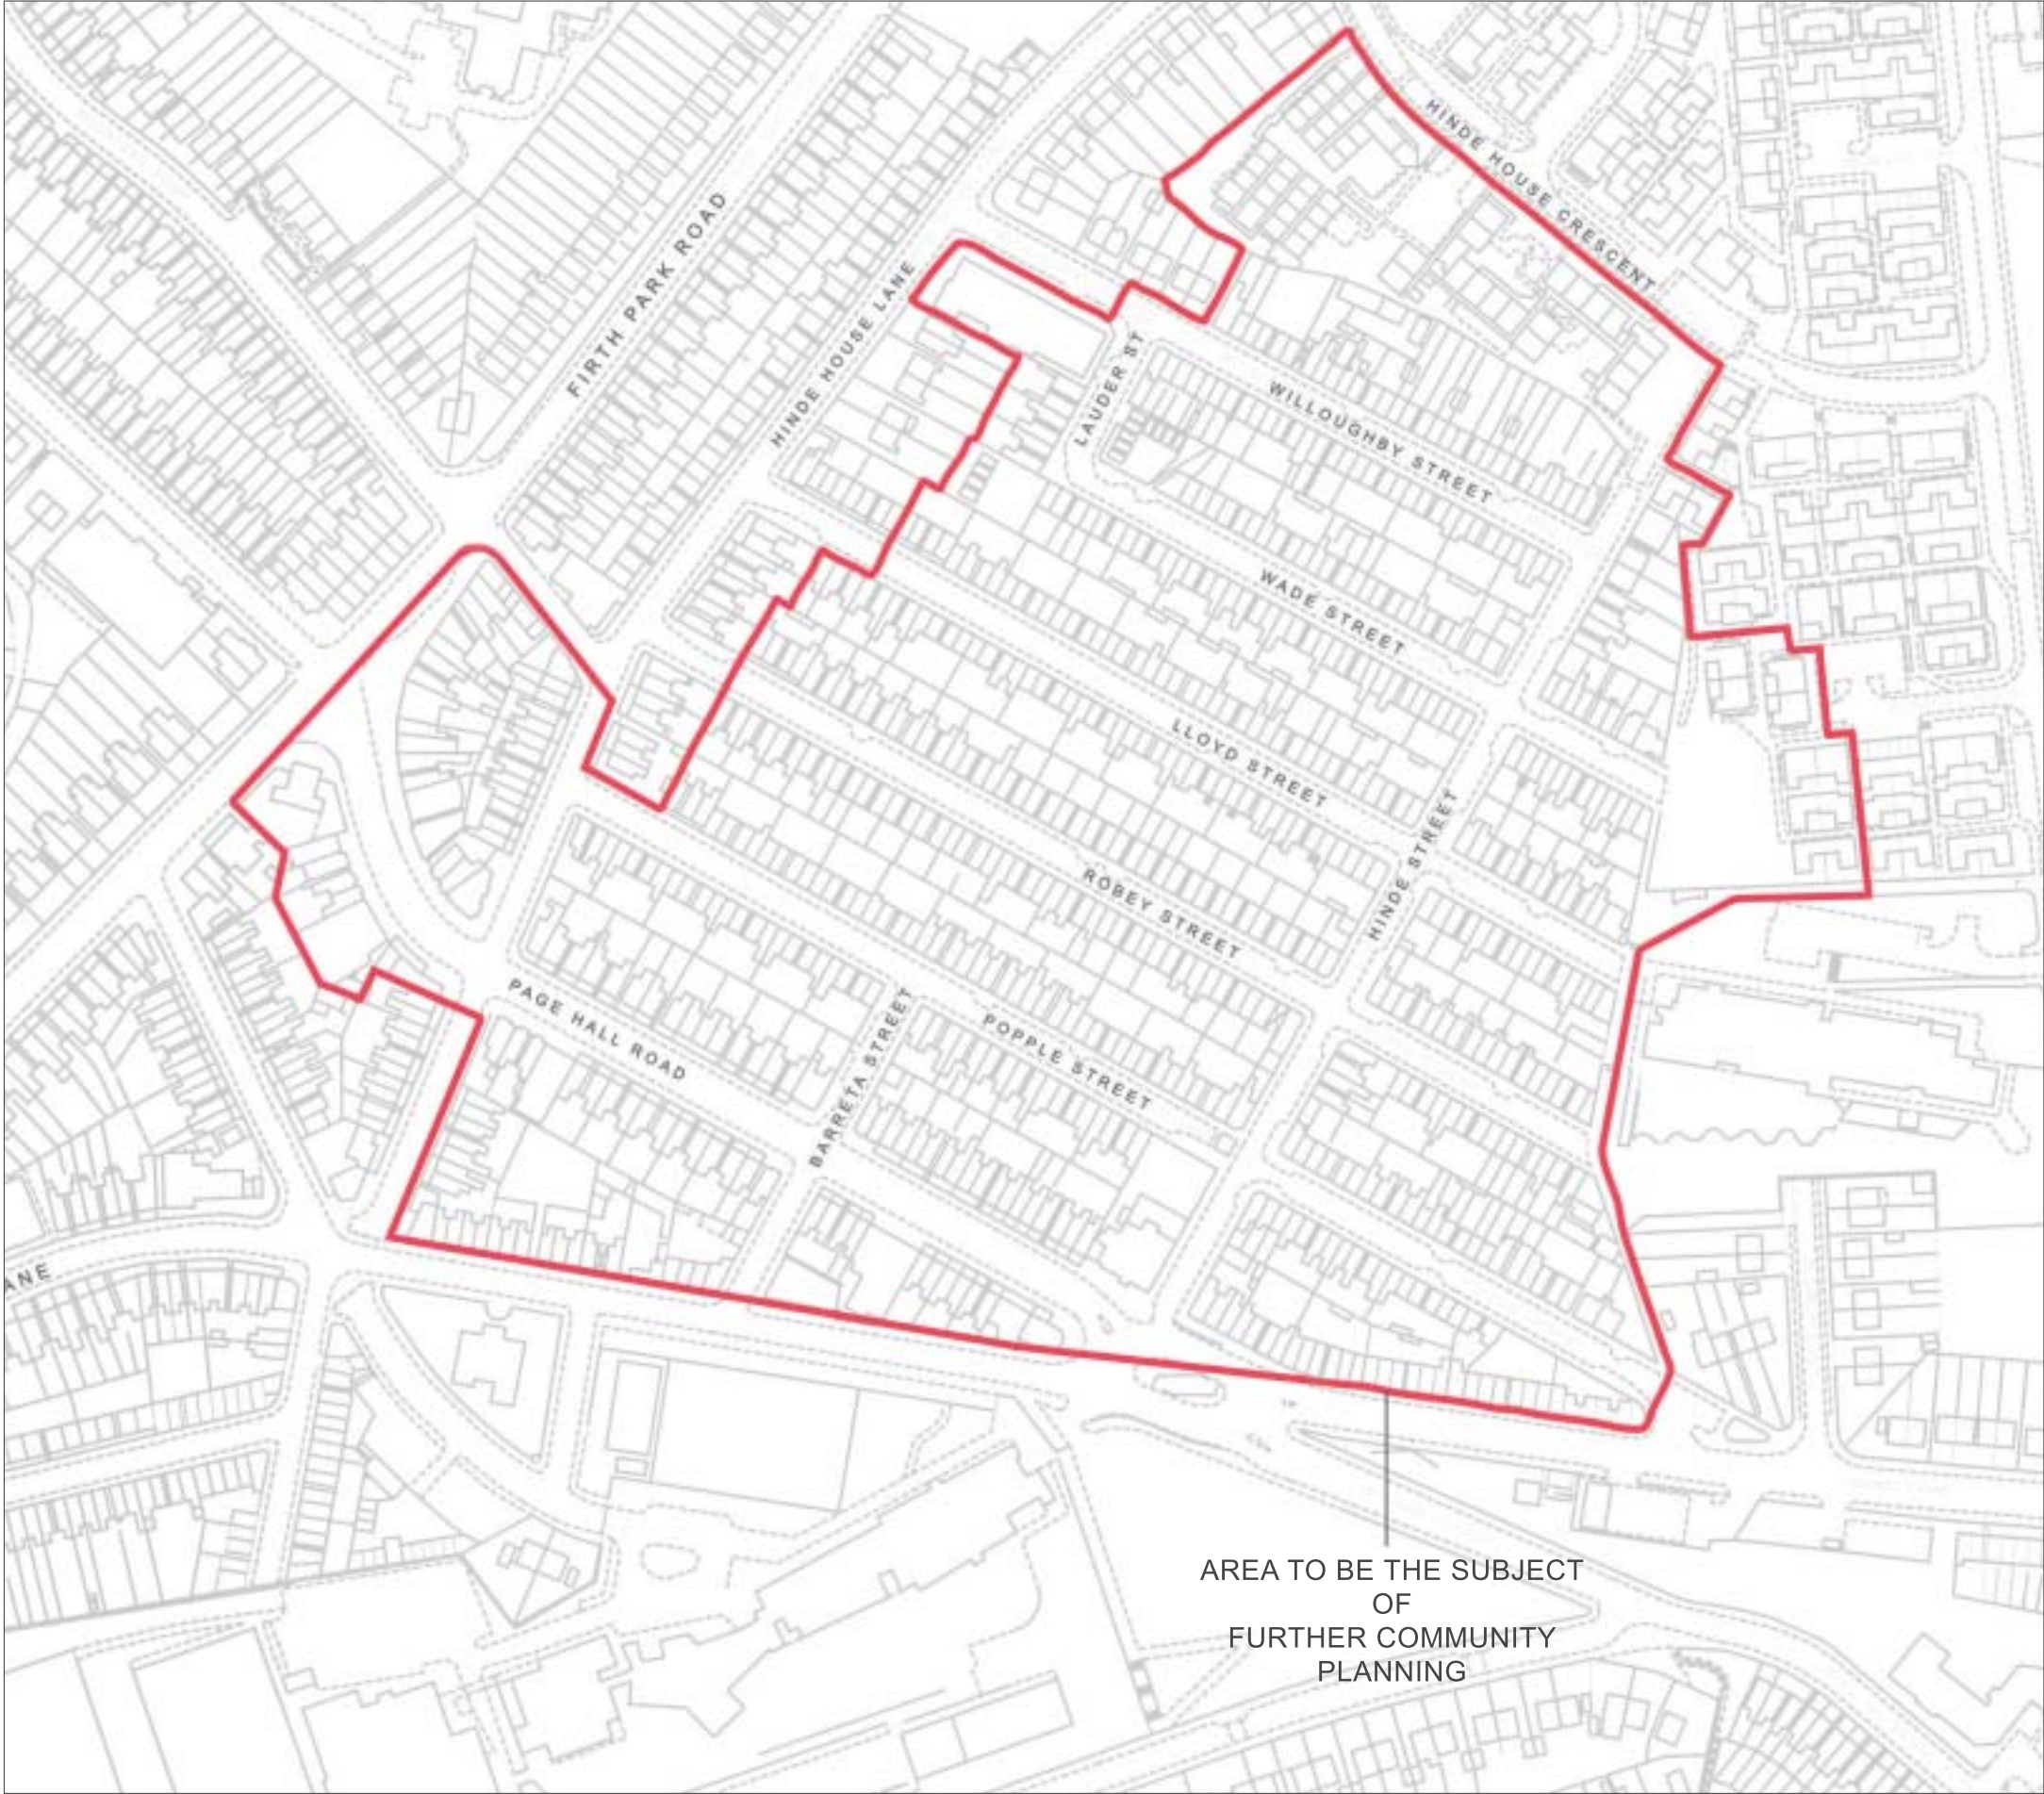 HINDE HOUSE CRESCENT
FIRTH PARK ROAD
HINDE HOUSE LANE
LAUDER ST
WILLOUGHBY STREET
WADE STREET
LLOYD STREET
HINDE STREET
ROBEY STREET
PAGE HALL ROAD
BARRETA STREET
POPPLE STREET
ANE
AREA TO BE THE SUBJECT
OF
FURTHER COMMUNITY
PLANNING